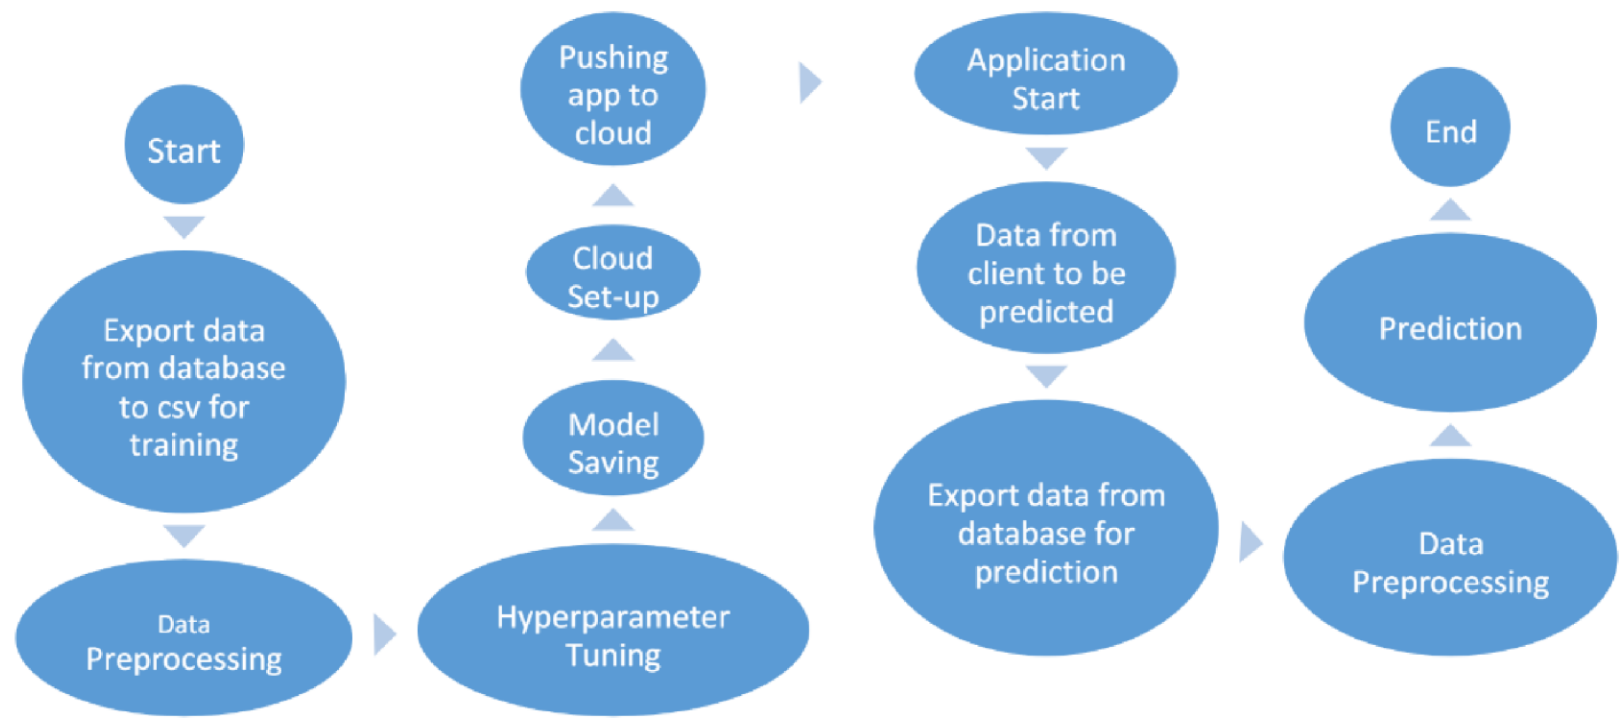 Start
Export data
from database
to csv for
training
Data
Preprocessing
Hyperparameter
Tuning
Model
Saving
Cloud
Set-up
Pushing
app to
cloud
Application
Start
Data from
client to be
predicted
Export data from
database for
prediction
Data
Preprocessing
Prediction
End